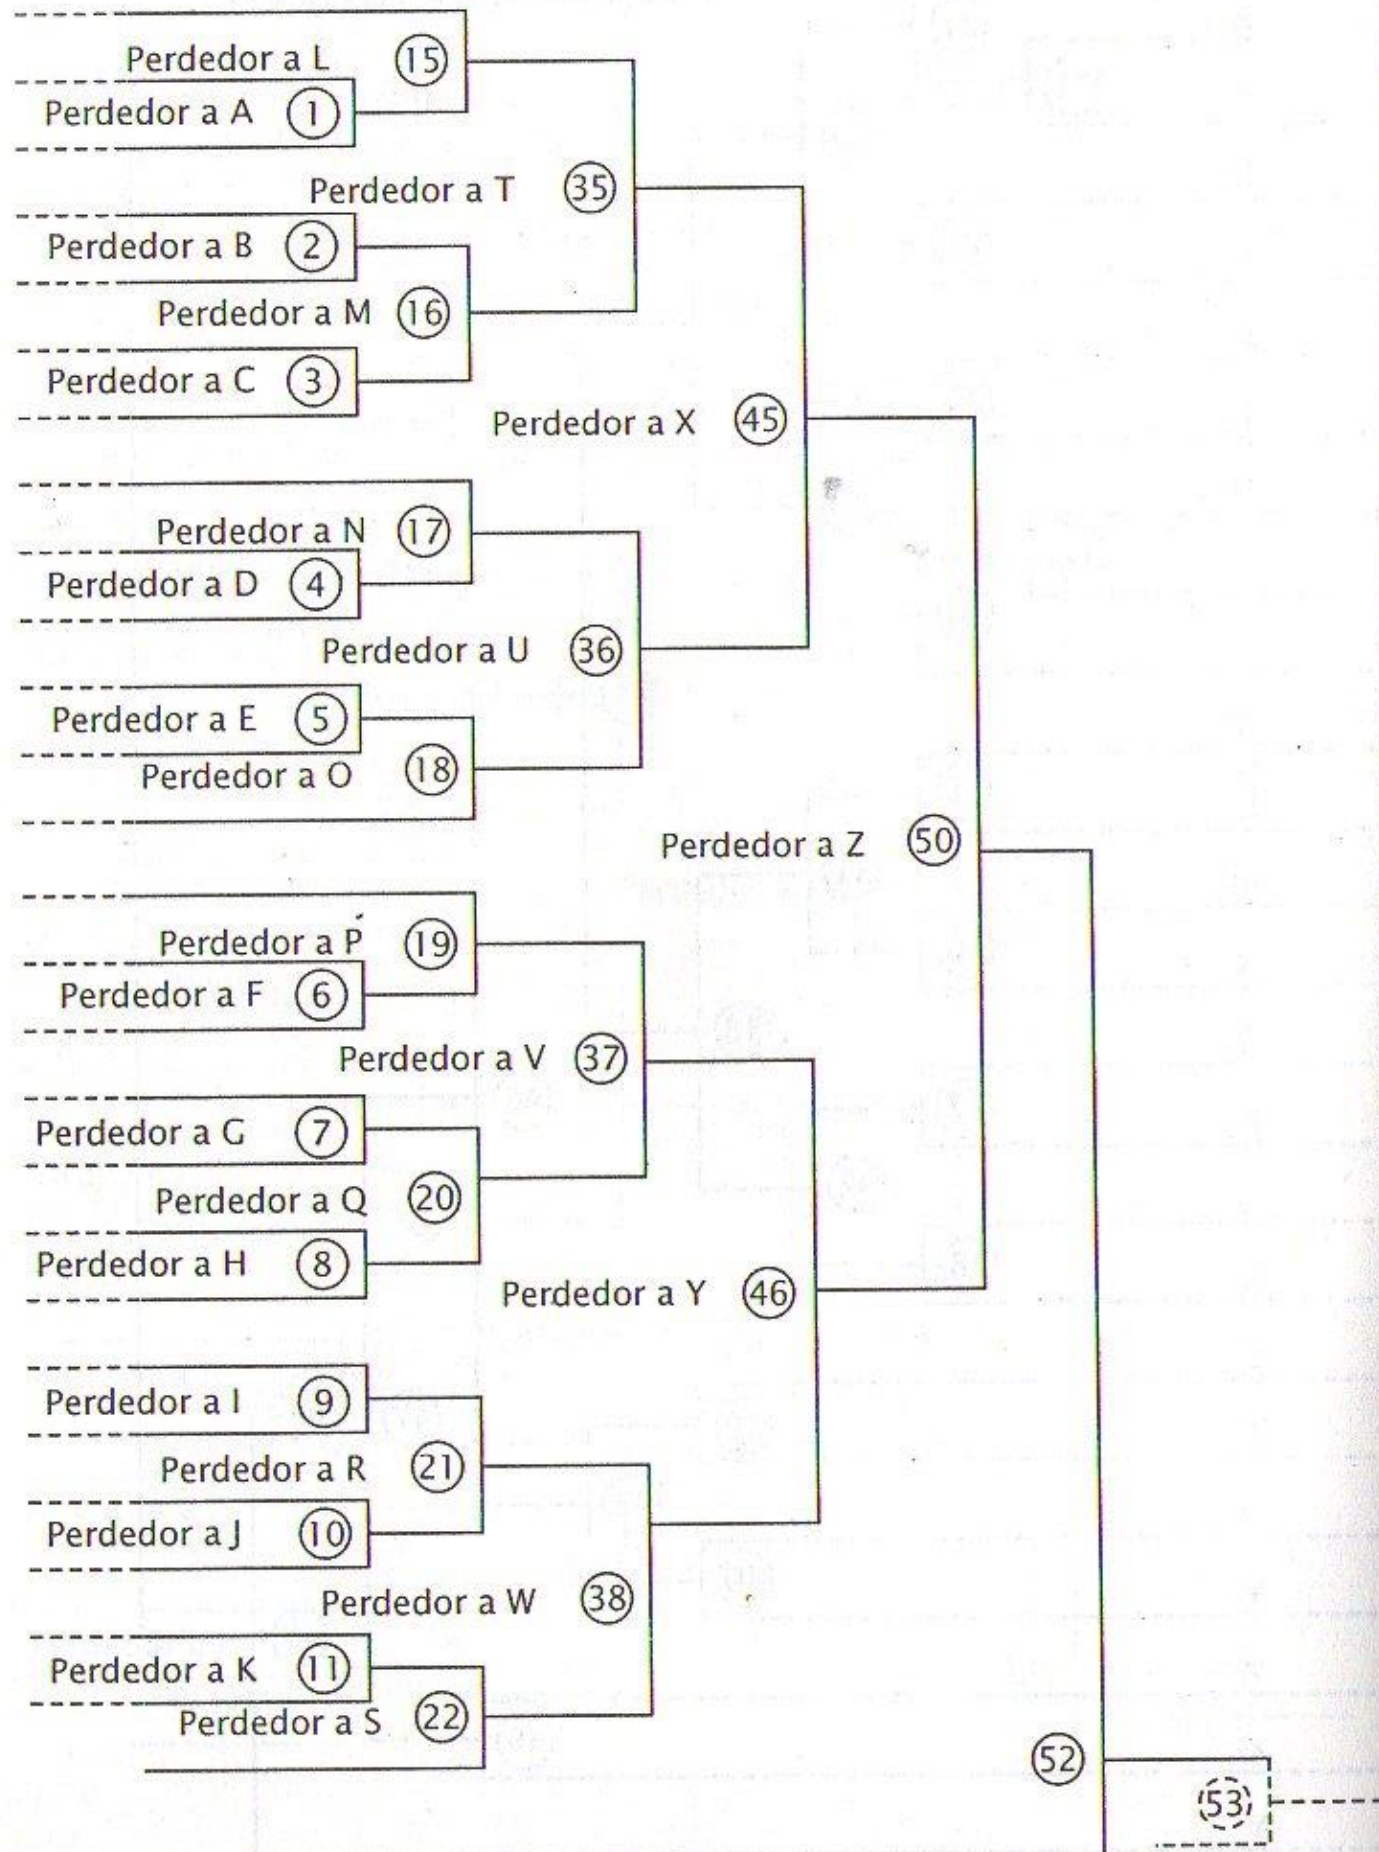 Perdedor a L 15
Perdedor a A 1
Perdedor a T 35
Perdedor a B 2
Perdedor a M 16
Perdedor a C 3
Perdedor a X 45
Perdedor a N 17
Perdedor a D 4
Perdedor a U 36
Perdedor a E 5
Perdedor a O 18
Perdedor a Z 50
Perdedor a P 19
Perdedor a F 6
Perdedor a V 37
Perdedor a G 7
Perdedor a Q 20
Perdedor a H 8
Perdedor a Y 46
Perdedor a I 9
Perdedor a R 21
Perdedor a J 10
Perdedor a W 38
Perdedor a K 11
Perdedor a S 22
52
53